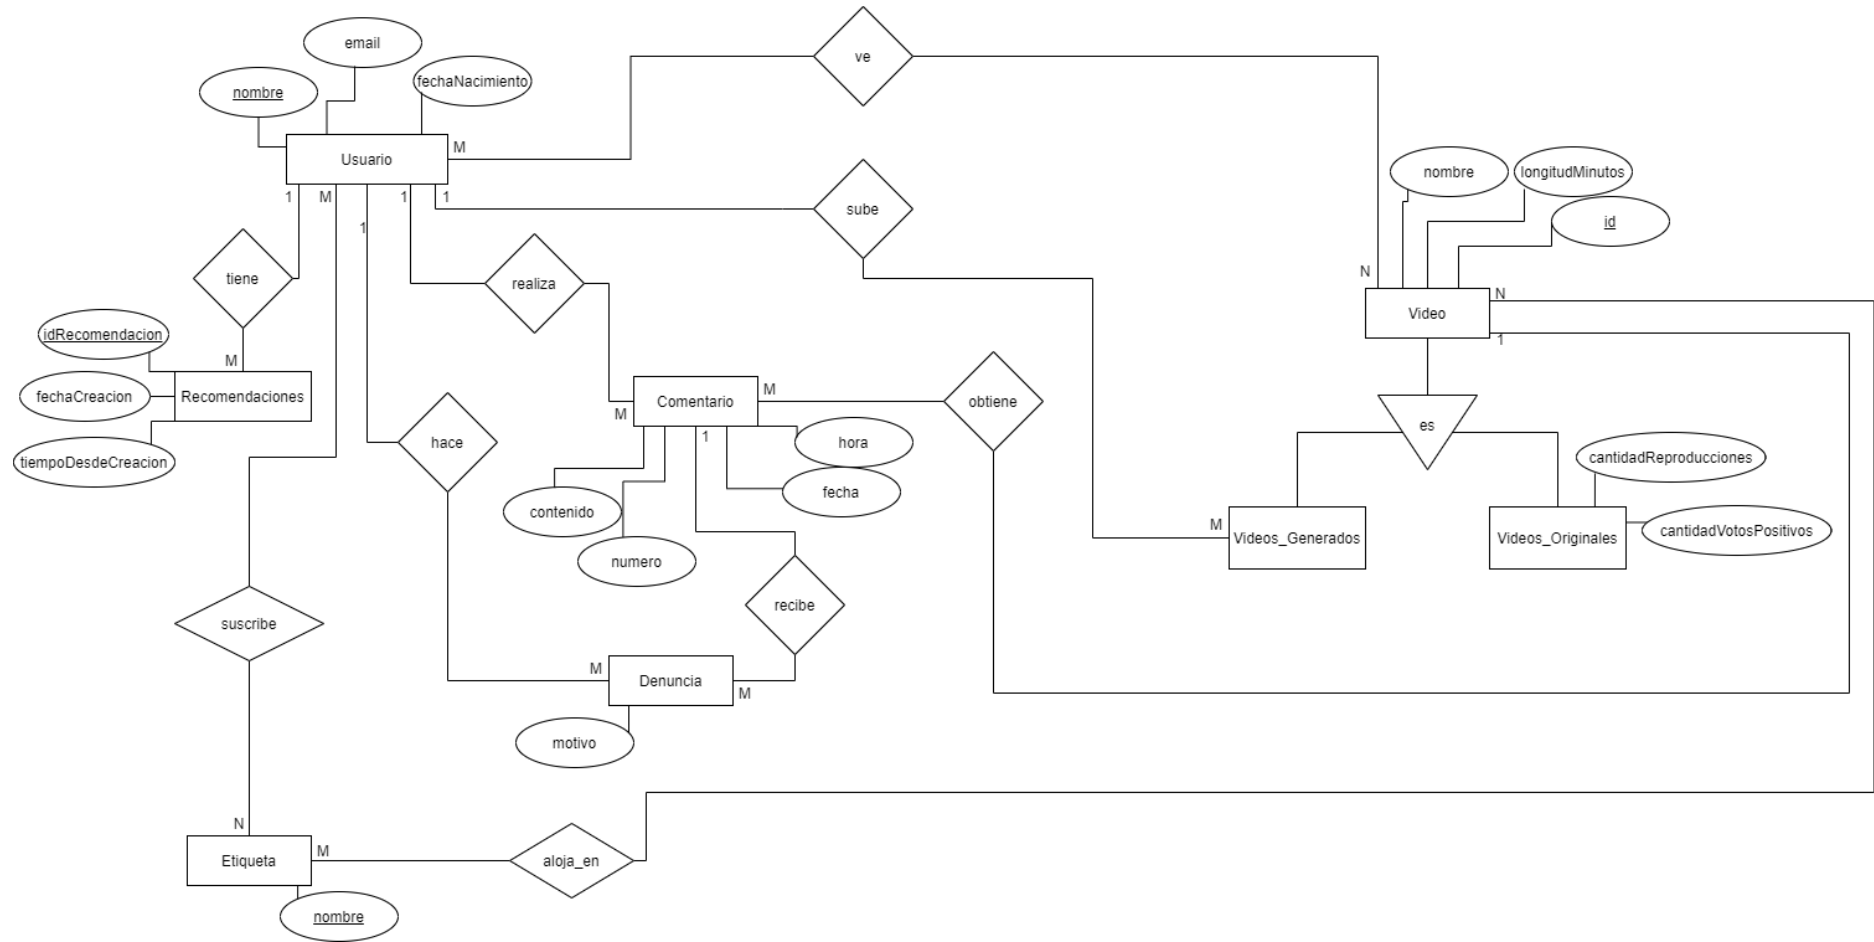 email
ve
fechaNacimiento
nombre
M
Usuario
nombre
longitudMinutos
1
M
1
1
sube
id
1
tiene
realiza
N
N
Video
idRecomendacion
1
M
M
fechaCreacion
Recomendaciones
Comentario
obtiene
M
es
1
hace
hora
cantidadReproducciones
tiempoDesdeCreacion
fecha
contenido
M
cantidadVotosPositivos
Videos_Generados
Videos_Originales
numero
recibe
suscribe
M
Denuncia
M
motivo
N
M
Etiqueta
aloja_en
nombre